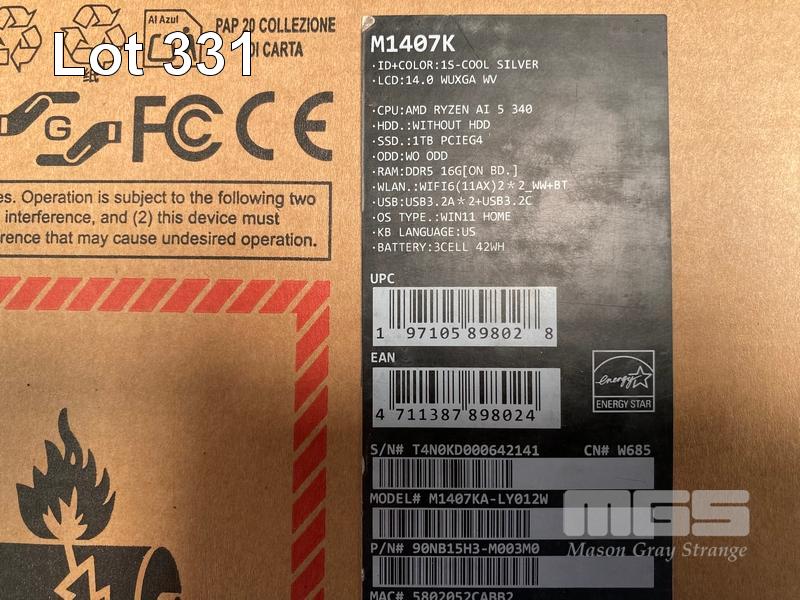 Lot 331
Al Azul
PAP 20 COLLEZIONE
DI CARTA
纸
G
FC CE
es. Operation is subject to the following two
interference, and (2) this device must
rence that may cause undesired operation.
M1407K
·ID+COLOR:1S-COOL SILVER
·LCD:14.0 WUXGA WV
·CPU:AMD RYZEN AI 5 340
·HDD.:WITHOUT HDD
·SSD.:1TB PCIEG4
·ODD:WO ODD
·RAM:DDR5 16G[ON BD.]
·WLAN.:WIFI6(11AX)2*2_WW+BT
·USB:USB3.2A*2+USB3.2C
·OS TYPE.:WIN11 HOME
·KB LANGUAGE:US
·BATTERY:3CELL 42WH
UPC
1 97105 89802 8
EAN
4 711387 898024
energy
ENERGY STAR
S/N# T4N0KD000642141 CN# W685
MODEL# M1407KA-LY012W
P/N# 90NB15H3-M003M0
MAC# 5802052CABB2
MGS
Mason Gray Strange